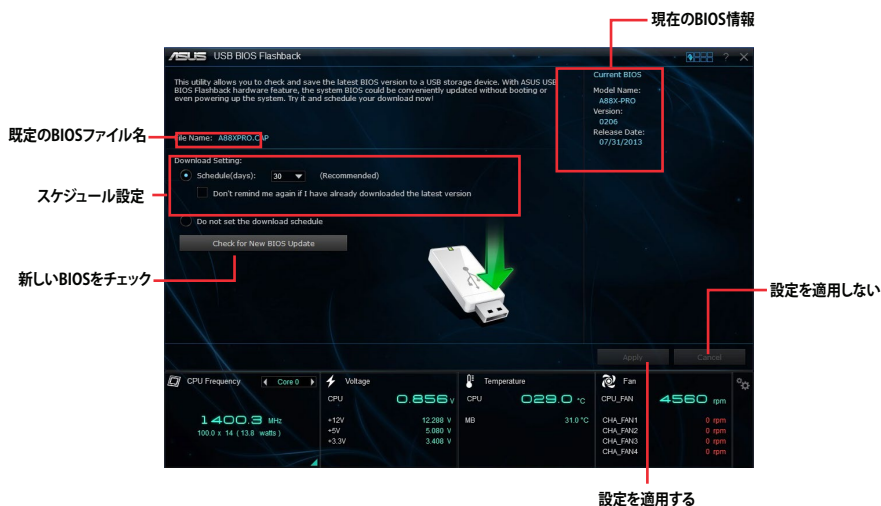 現在のBIOS情報
ASUS USB BIOS Flashback
? ×
This utility allows you to check and save the latest BIOS version to a USB storage device. With ASUS USB
BIOS Flashback hardware feature, the system BIOS could be conveniently updated without booting or
even powering up the system. Try it and schedule your download now!
Current BIOS
Model Name:
A88X-PRO
Version:
0206
Release Date:
07/31/2013
既定のBIOSファイル名
File Name: A88XPRO.CAP
Download Setting:
Schedule(days): 30 (Recommended)
スケジュール設定
Don't remind me again if I have already downloaded the latest version
Do not set the download schedule
Check for New BIOS Update
新しいBIOSをチェック
設定を適用しない
Apply Cancel
CPU Frequency Core 0
1400.3 MHz
100.0 x 14 ( 13.8 watts )
Voltage
CPU 0.856 V
+12V 12.288 V
+5V 5.080 V
+3.3V 3.408 V
Temperature
CPU 029.0 °C
MB 31.0 °C
Fan
CPU_FAN 4560 rpm
CHA_FAN1 0 rpm
CHA_FAN2 0 rpm
CHA_FAN3 0 rpm
CHA_FAN4 0 rpm
設定を適用する